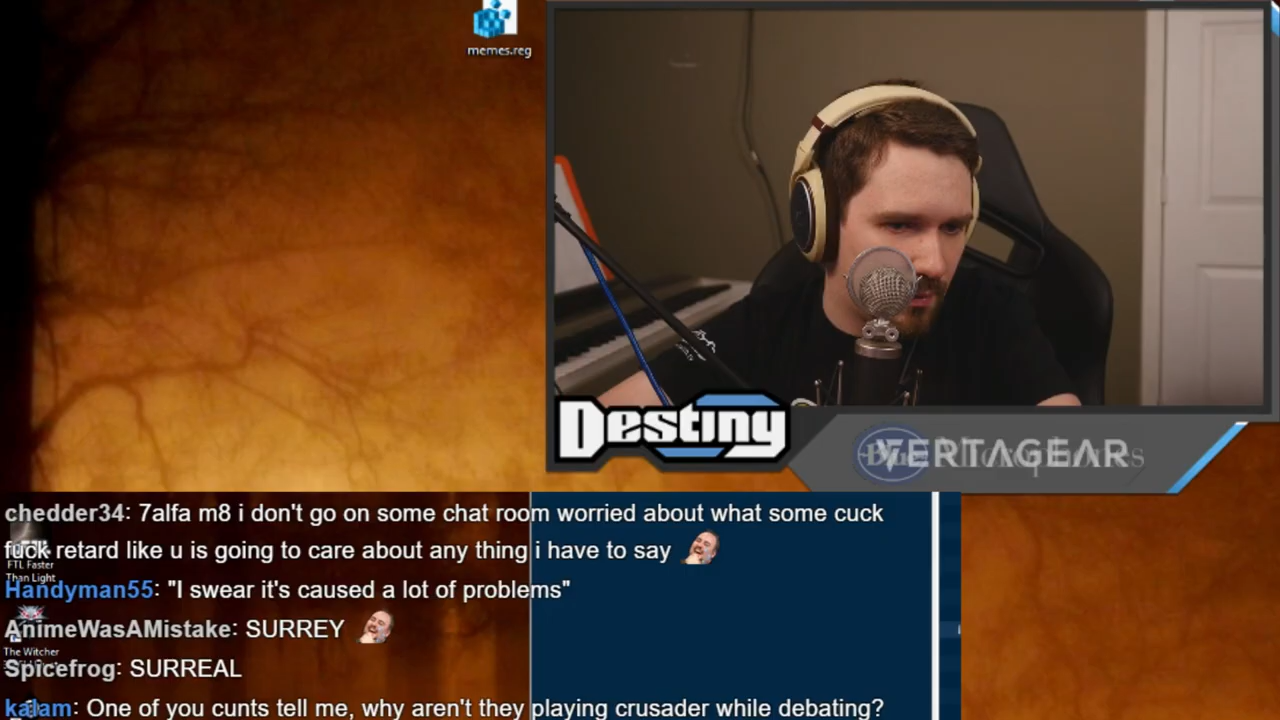 memes.reg
Destiny
VERTAGEAR
chedder34: 7alfa m8 i don't go on some chat room worried about what some cuck
fuck retard like u is going to care about any thing i have to say
FTL Faster
Than Light
Handyman55: "I swear it's caused a lot of problems"
AnimeWasAMistake: SURREY
The Witcher
Spicefrog: SURREAL
kalam: One of you cunts tell me, why aren't they playing crusader while debating?